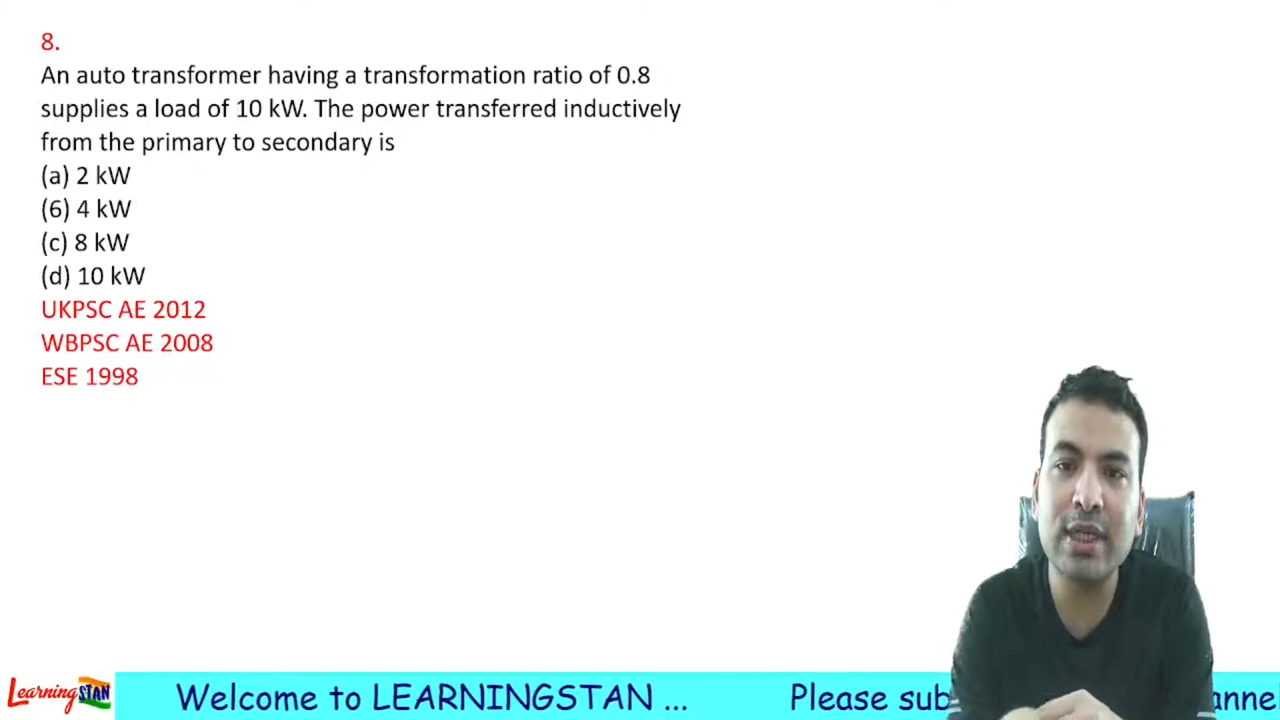 8.
An auto transformer having a transformation ratio of 0.8
supplies a load of 10 kW. The power transferred inductively
from the primary to secondary is
(a) 2 kW
(6) 4 kW
(c) 8 kW
(d) 10 kW
UKPSC AE 2012
WBPSC AE 2008
ESE 1998
LearningSTAN
Welcome to LEARNINGSTAN ... Please sub